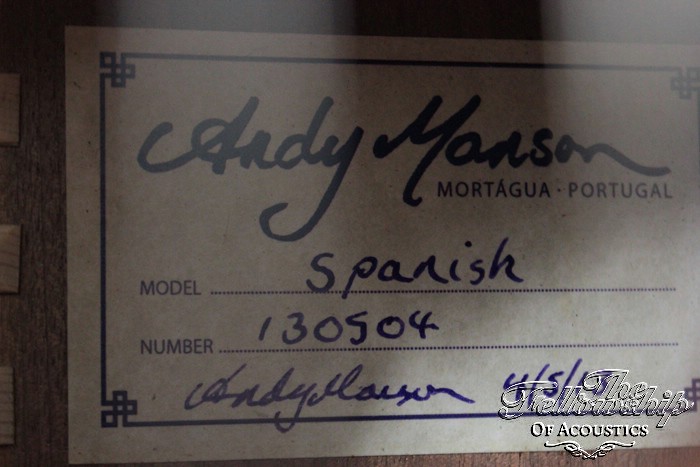 Andy Manson
MORTÁGUA · PORTUGAL
MODEL Spanish
NUMBER 130504
Andy Manson
The
Fellowship
OF ACOUSTICS